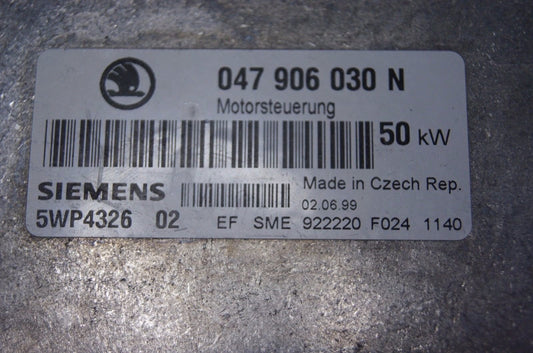 047 906 030 N
Motorsteuerung
50 kW
SIEMENS
Made in Czech Rep.
02.06.99
5WP4326 02
EF SME 922220 F024 1140